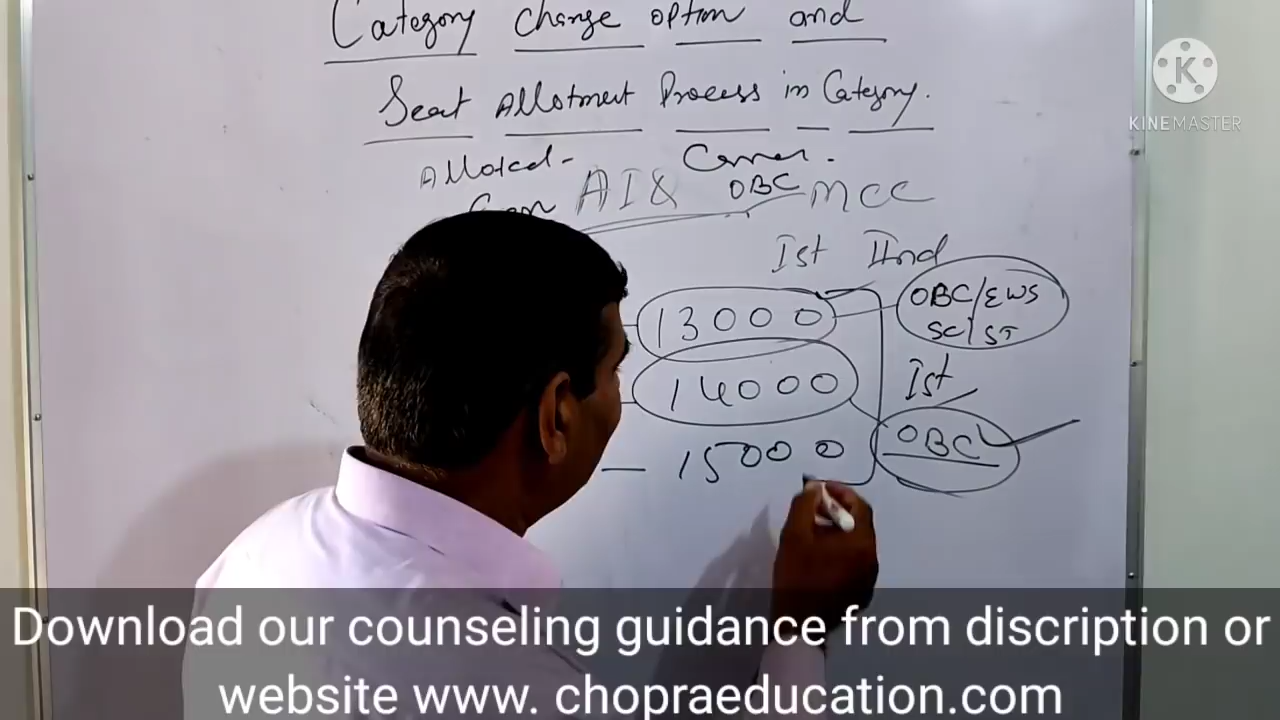 Category change option and
Seat Allotment Process in Category.
K
KINEMASTER
Alloted -
AI& OBC MCC
Ist IInd
13000 OBC/EWS
SC/ST
14000 Ist
— 15000 OBC
Download our counseling guidance from discription or
website www. chopraeducation.com